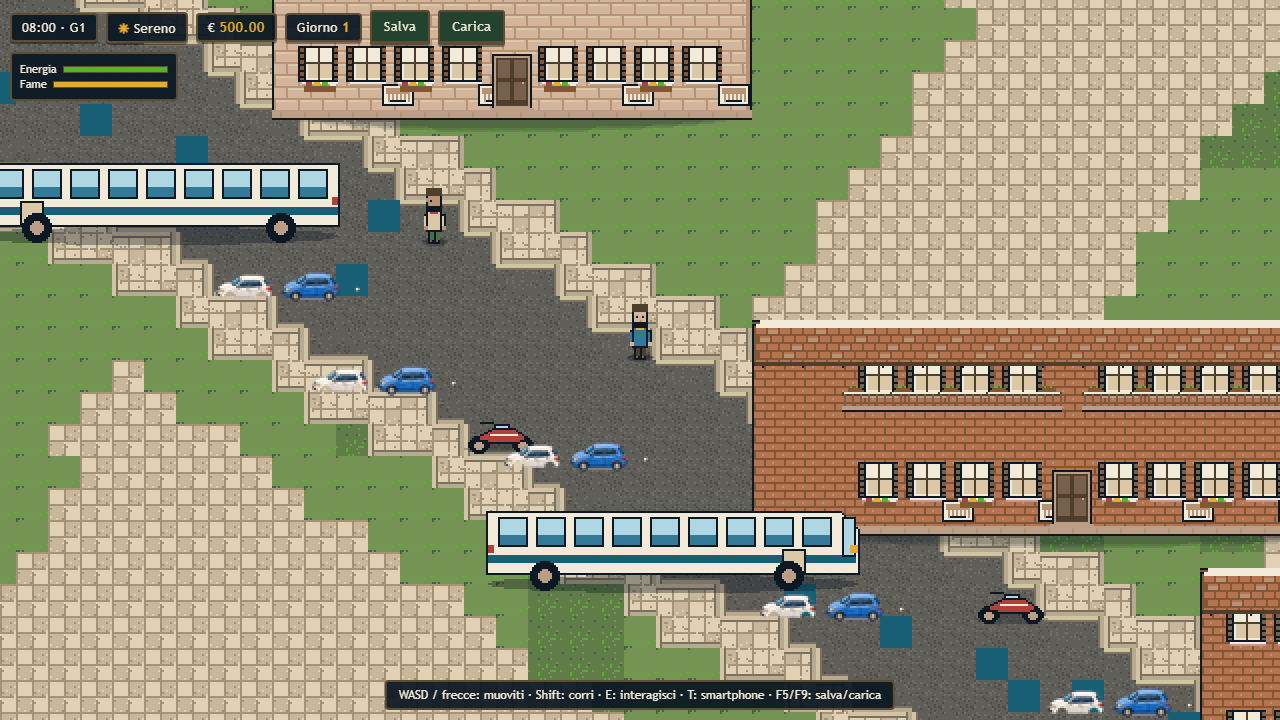 08:00 · G1
Sereno
€ 500.00
Giorno 1
Salva
Carica
Energia
Fame
WASD / frecce: muoviti · Shift: corri · E: interagisci · T: smartphone · F5/F9: salva/carica